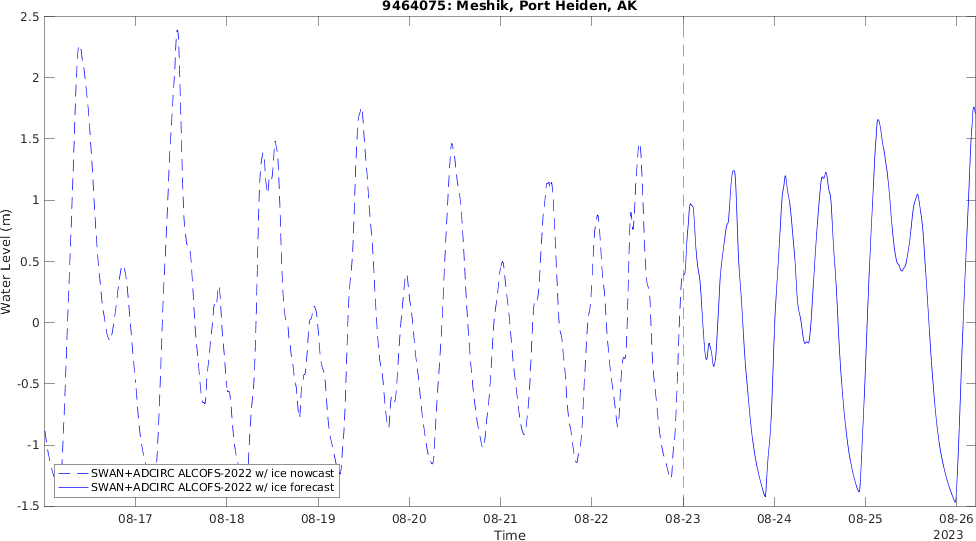 9464075: Meshik, Port Heiden, AK
2.5
2
1.5
1
0.5
0
-0.5
-1
-1.5
Water Level (m)
SWAN+ADCIRC ALCOFS-2022 w/ ice nowcast
SWAN+ADCIRC ALCOFS-2022 w/ ice forecast
08-17 08-18 08-19 08-20 08-21 08-22 08-23 08-24 08-25 08-26
Time
2023